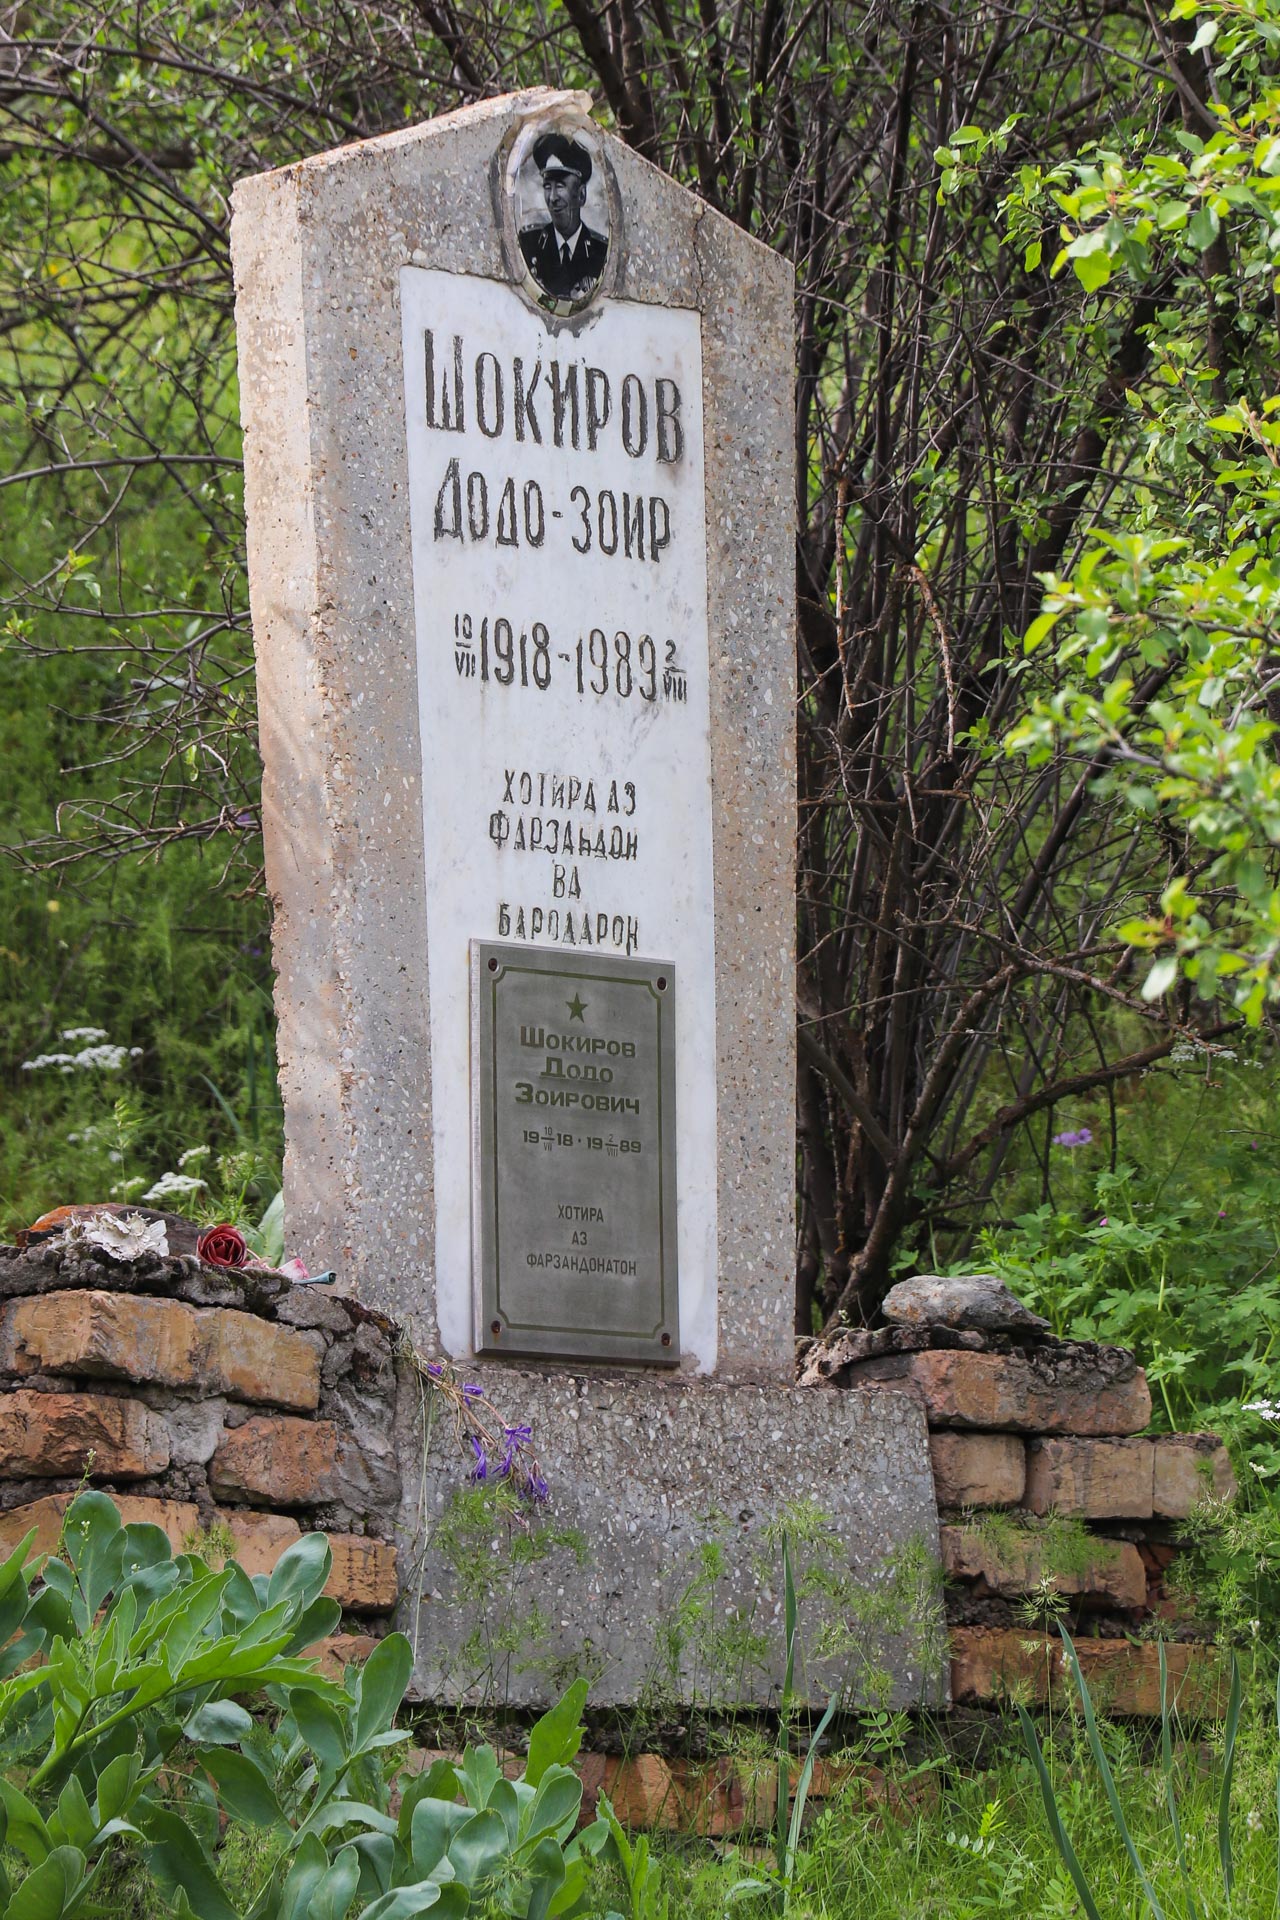 ШОКИРОВ
ДОДО-ЗОИР
10/VII 1918-1989 2/VIII
ХОТИРА АЗ
ФАРЗАНДОН
ВА
БАРОДАРОН
ШОКИРОВ
ДОДО
ЗОИРОВИЧ
19 10/VII 18 · 19 2/VIII 89
ХОТИРА
АЗ
ФАРЗАНДОНАТОН